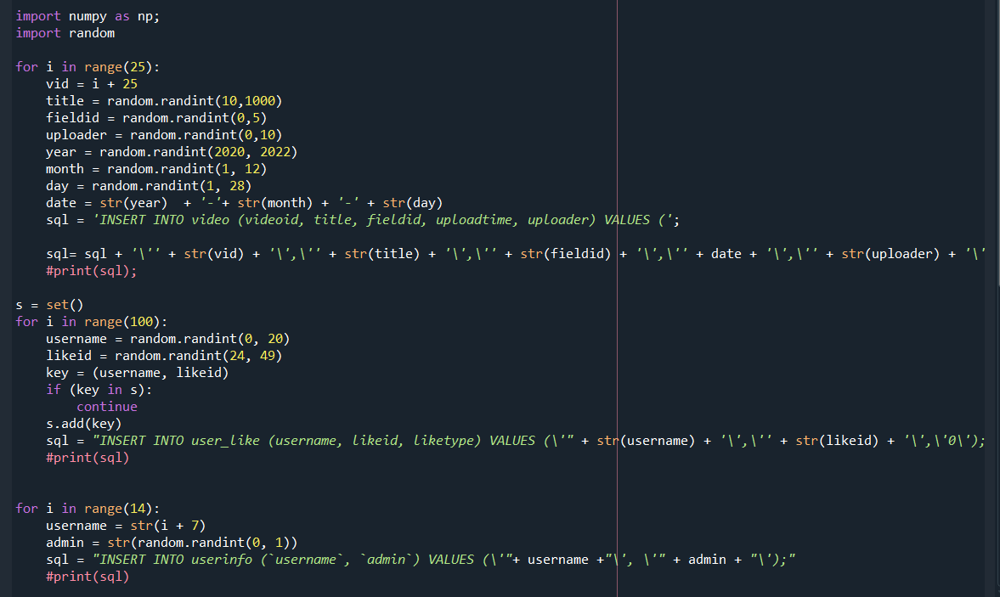 import numpy as np;
import random
for i in range(25):
    vid = i + 25
    title = random.randint(10,1000)
    fieldid = random.randint(0,5)
    uploader = random.randint(0,10)
    year = random.randint(2020, 2022)
    month = random.randint(1, 12)
    day = random.randint(1, 28)
    date = str(year)  + '-'+ str(month) + '-' + str(day)
    sql = 'INSERT INTO video (videoid, title, fieldid, uploadtime, uploader) VALUES (';
    sql= sql + '\'' + str(vid) + '\',\'' + str(title) + '\',\'' + str(fieldid) + '\',\'' + date + '\',\'' + str(uploader) + '\'
    #print(sql);
s = set()
for i in range(100):
    username = random.randint(0, 20)
    likeid = random.randint(24, 49)
    key = (username, likeid)
    if (key in s):
        continue
    s.add(key)
    sql = "INSERT INTO user_like (username, likeid, liketype) VALUES (\'" + str(username) + '\',\'' + str(likeid) + '\',\'0\');
    #print(sql)
for i in range(14):
    username = str(i + 7)
    admin = str(random.randint(0, 1))
    sql = "INSERT INTO userinfo (`username`, `admin`) VALUES (\'"+ username +"\', \'" + admin + "\');"
    #print(sql)